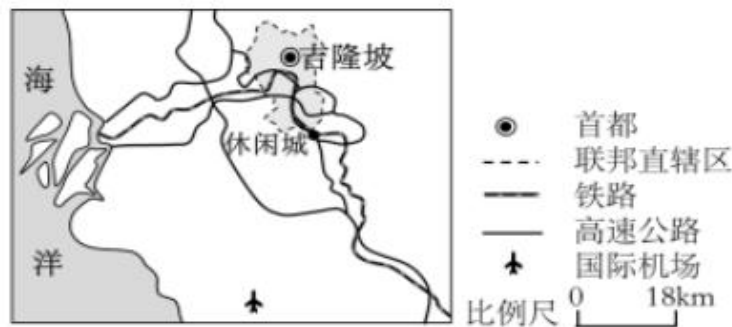 海
洋
吉隆坡
休闲城
首都
联邦直辖区
铁路
高速公路
国际机场
比例尺 0 18km